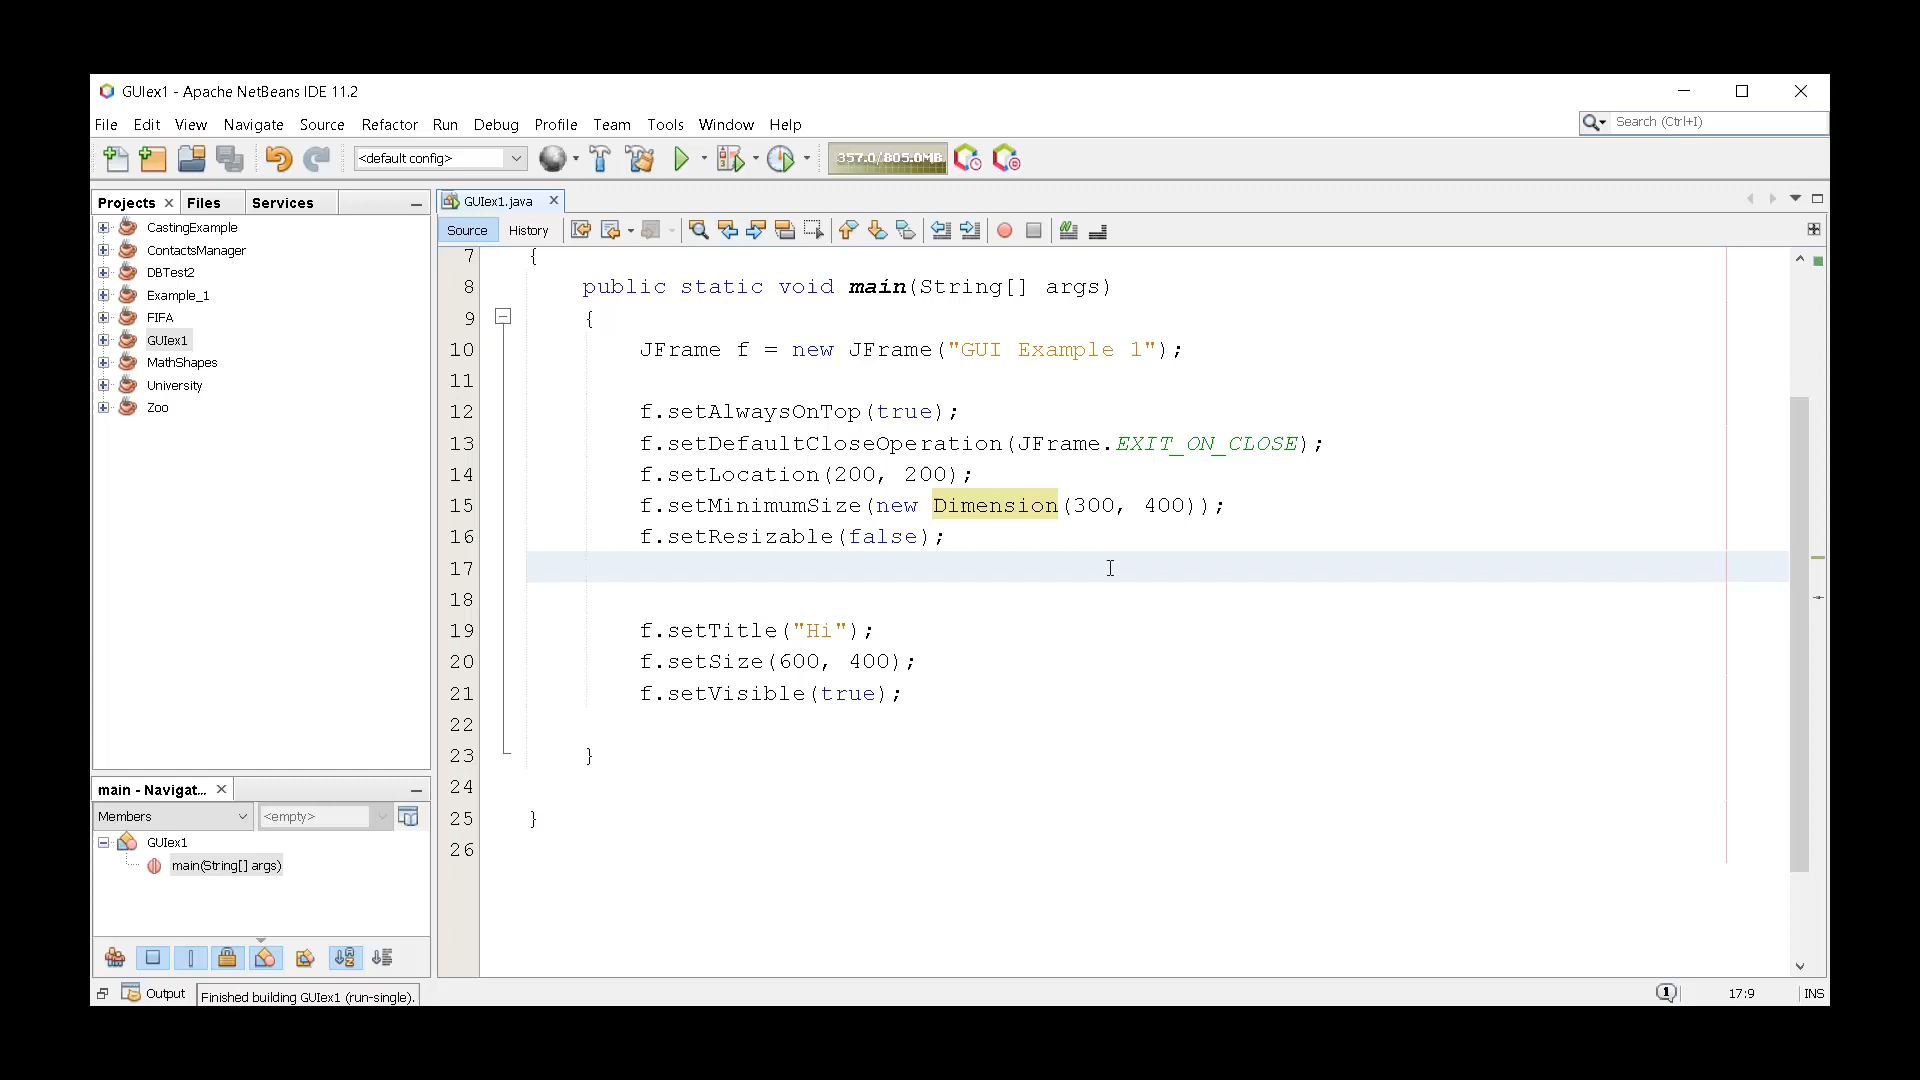 GUIex1 - Apache NetBeans IDE 11.2
File Edit View Navigate Source Refactor Run Debug Profile Team Tools Window Help
Search (Ctrl+I)
<default config>
357.0/805.0MB
Projects Files Services
GUIex1.java
Source History
CastingExample
ContactsManager
DBTest2
Example_1
FIFA
GUIex1
MathShapes
University
Zoo
7 {
8 public static void main(String[] args)
9 {
10 JFrame f = new JFrame("GUI Example 1");
11
12 f.setAlwaysOnTop(true);
13 f.setDefaultCloseOperation(JFrame.EXIT_ON_CLOSE);
14 f.setLocation(200, 200);
15 f.setMinimumSize(new Dimension(300, 400));
16 f.setResizable(false);
17
18
19 f.setTitle("Hi");
20 f.setSize(600, 400);
21 f.setVisible(true);
22
23 }
24
25 }
26
main - Navigat...
Members <empty>
GUIex1
main(String[] args)
Output Finished building GUIex1 (run-single).
1 17:9 INS